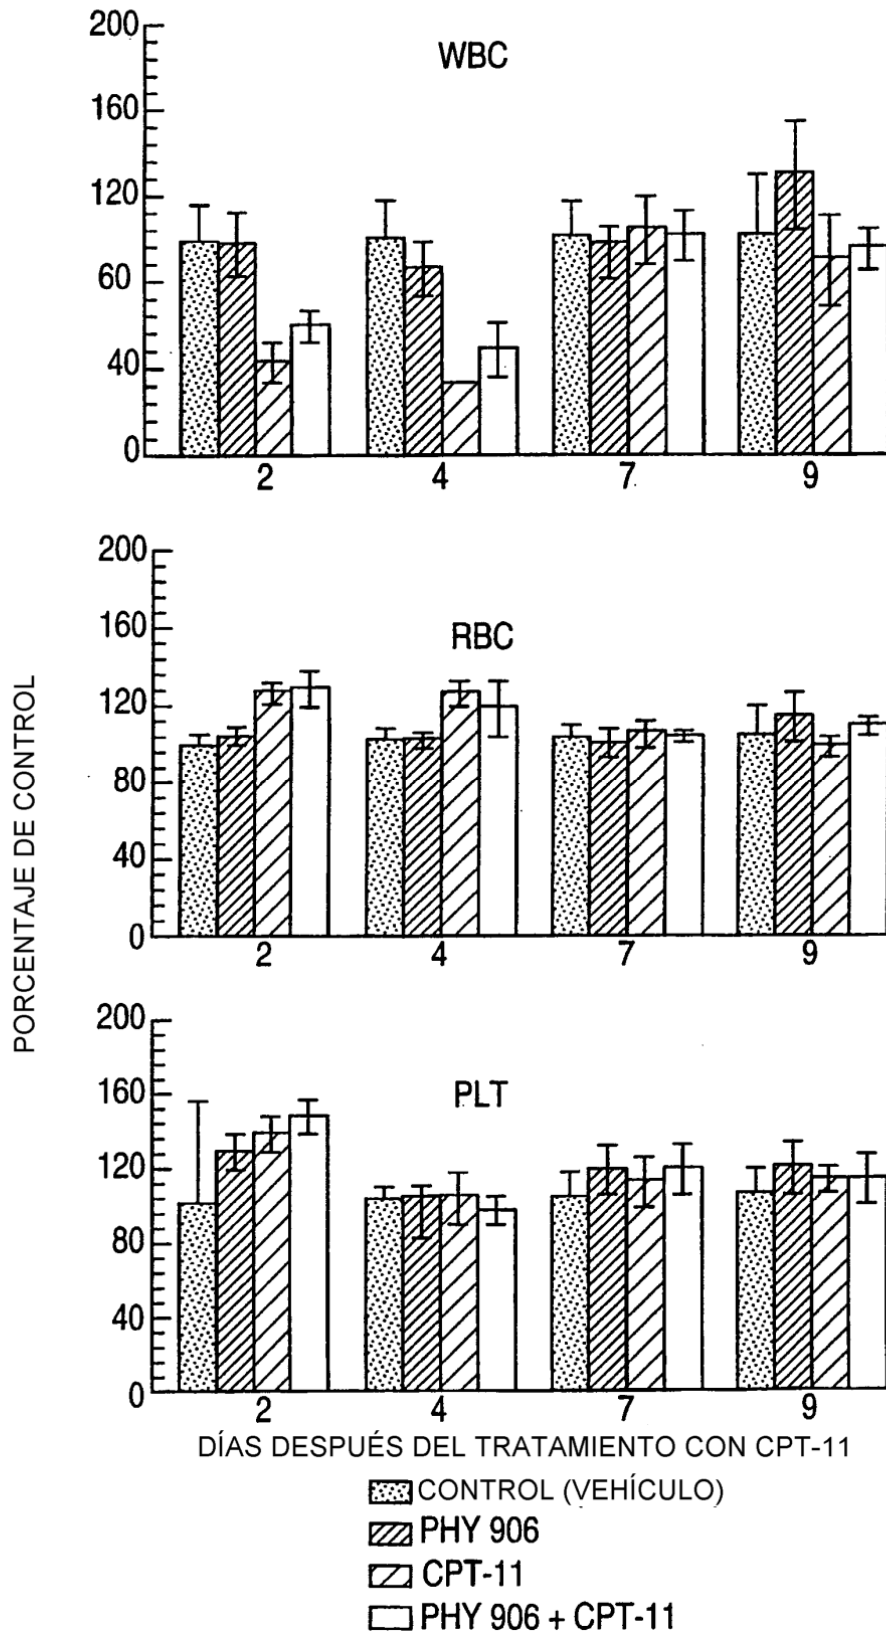 200
WBC
160
120
60
40
0
2 4 7 9
200
160
RBC
120
80
40
0
2 4 7 9
PORCENTAJE DE CONTROL
200
160
PLT
120
80
40
0
2 4 7 9
DÍAS DESPUÉS DEL TRATAMIENTO CON CPT-11
CONTROL (VEHÍCULO)
PHY 906
CPT-11
PHY 906 + CPT-11